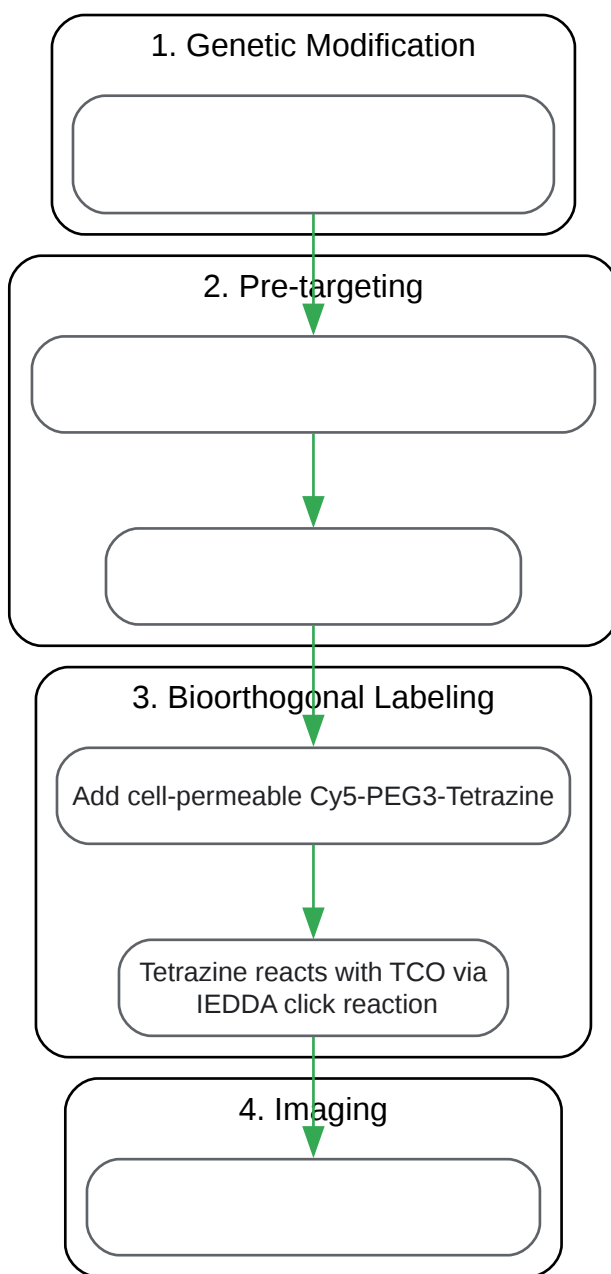 1. Genetic Modification
2. Pre-targeting
3. Bioorthogonal Labeling
Add cell-permeable Cy5-PEG3-Tetrazine
Tetrazine reacts with TCO via
IEDDA click reaction
4. Imaging